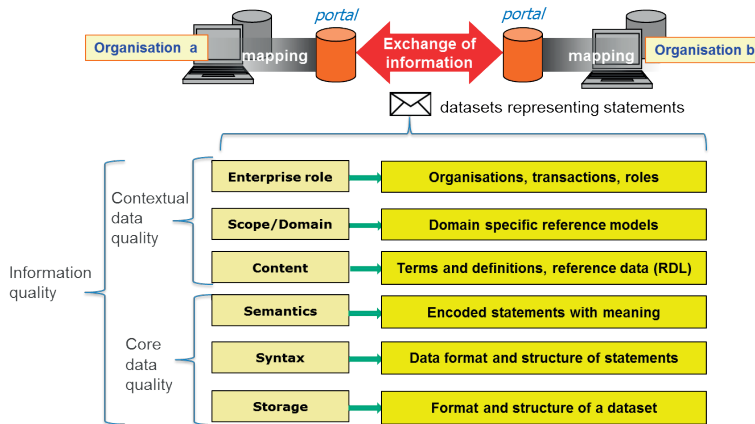 portal
portal
Organisation a
mapping
Exchange of
information
mapping
Organisation b
datasets representing statements
Enterprise role
Organisations, transactions, roles
Contextual
data
quality
Scope/Domain
Domain specific reference models
Content
Terms and definitions, reference data (RDL)
Information
quality
Semantics
Encoded statements with meaning
Core
data
quality
Syntax
Data format and structure of statements
Storage
Format and structure of a dataset